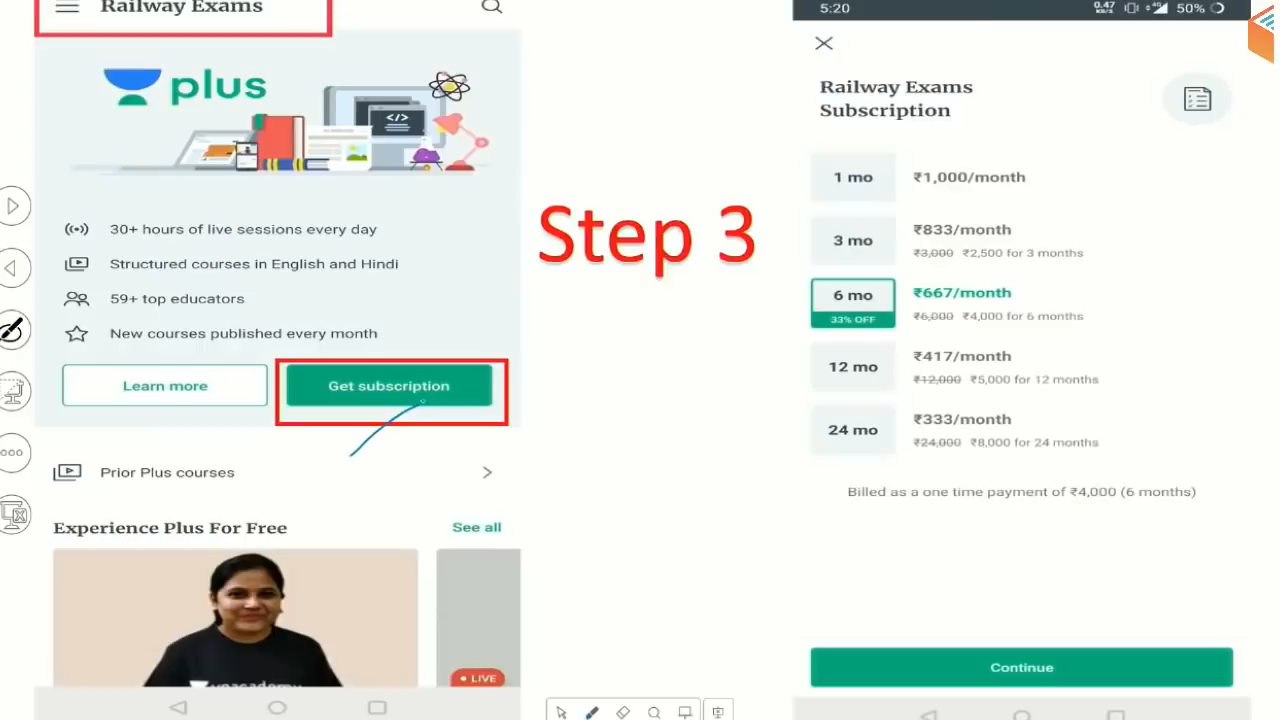 Railway Exams
plus
</>
30+ hours of live sessions every day
Structured courses in English and Hindi
59+ top educators
New courses published every month
Learn more
Get subscription
Prior Plus courses
Experience Plus For Free
See all
unacademy
LIVE
Step 3
5:20
0.47
KB/S
4G
50%
Railway Exams
Subscription
1 mo
₹1,000/month
3 mo
₹833/month
₹3,000 ₹2,500 for 3 months
6 mo
33% OFF
₹667/month
₹6,000 ₹4,000 for 6 months
12 mo
₹417/month
₹12,000 ₹5,000 for 12 months
24 mo
₹333/month
₹24,000 ₹8,000 for 24 months
Billed as a one time payment of ₹4,000 (6 months)
Continue